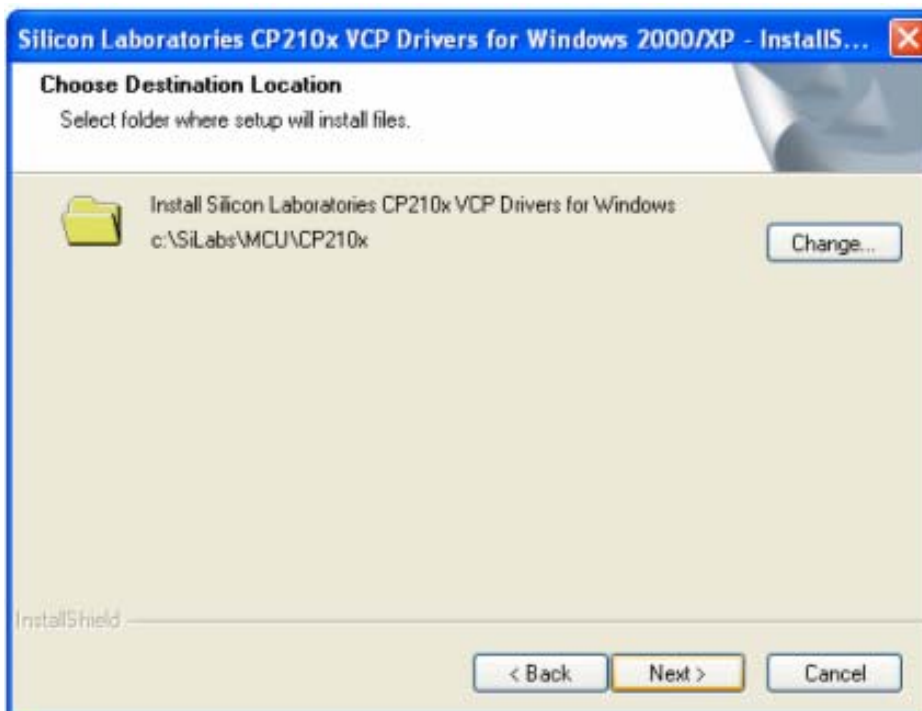 Silicon Laboratories CP210x VCP Drivers for Windows 2000/XP - InstallS...
Choose Destination Location
Select folder where setup will install files.
Install Silicon Laboratories CP210x VCP Drivers for Windows
c:\SiLabs\MCU\CP210x
Change...
InstallShield
< Back
Next >
Cancel